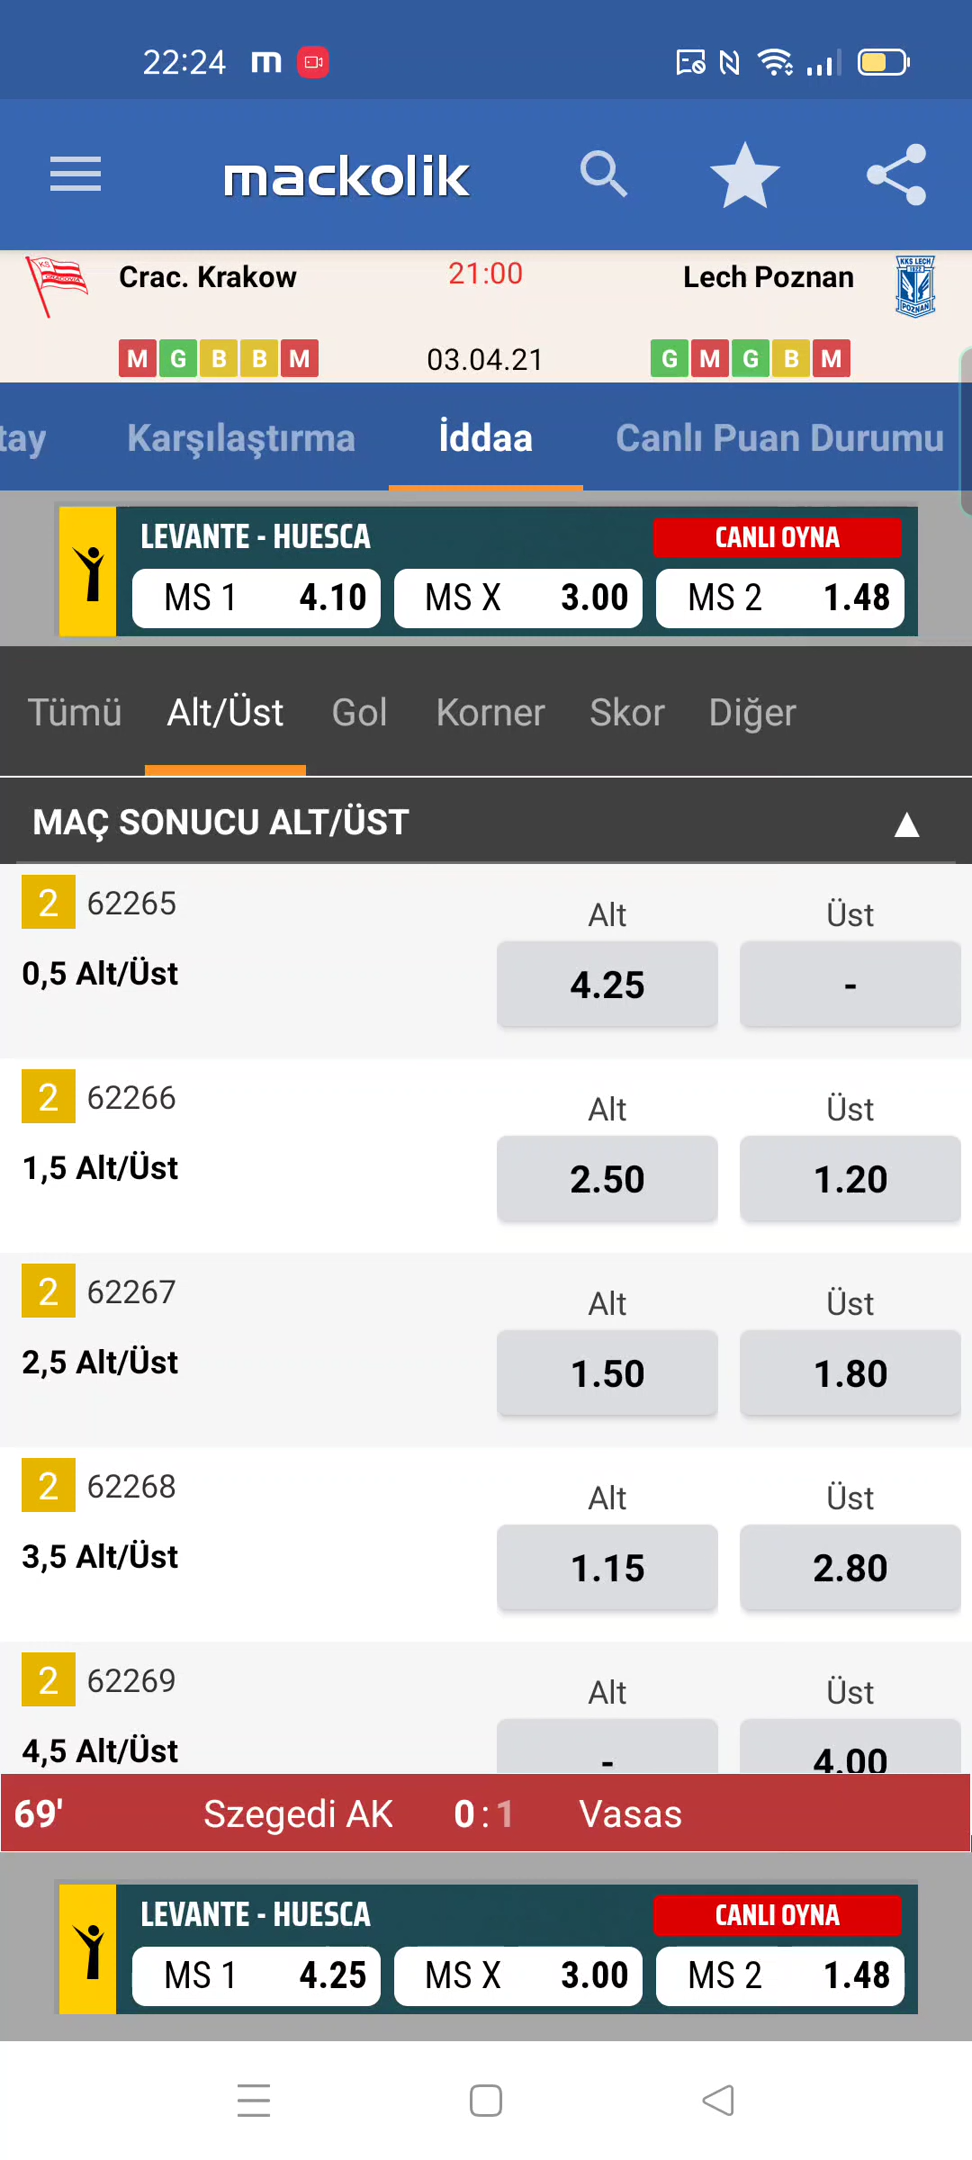 22:24 m
mackolik
Crac. Krakow 21:00 Lech Poznan
M G B B M 03.04.21 G M G B M
tay Karşılaştırma İddaa Canlı Puan Durumu
LEVANTE - HUESCA CANLI OYNA
MS 1 4.10 MS X 3.00 MS 2 1.48
Tümü Alt/Üst Gol Korner Skor Diğer
MAÇ SONUCU ALT/ÜST ▲
2 62265 Alt Üst
0,5 Alt/Üst 4.25 -
2 62266 Alt Üst
1,5 Alt/Üst 2.50 1.20
2 62267 Alt Üst
2,5 Alt/Üst 1.50 1.80
2 62268 Alt Üst
3,5 Alt/Üst 1.15 2.80
2 62269 Alt Üst
4,5 Alt/Üst - 4.00
69' Szegedi AK 0 : 1 Vasas
LEVANTE - HUESCA CANLI OYNA
MS 1 4.25 MS X 3.00 MS 2 1.48